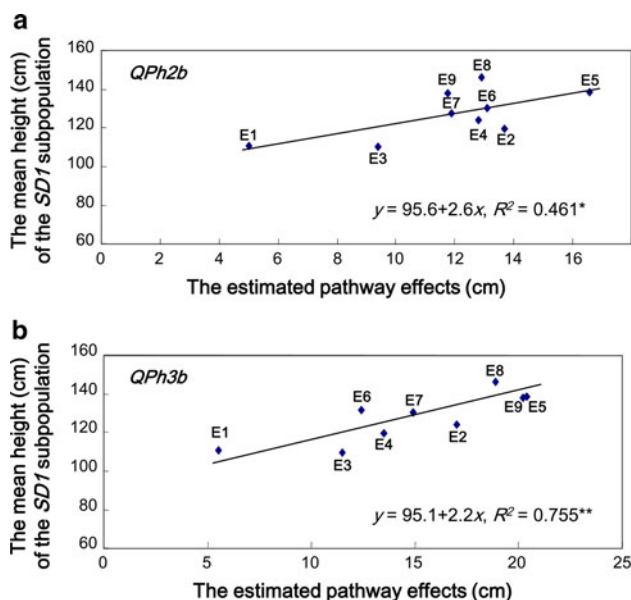 a
160
QPh2b
E8
E9
E5
140
E7
E6
120
E1
E4
E2
E3
100
80
y = 95.6+2.6x, R² = 0.461*
60
0 2 4 6 8 10 12 14 16
The mean height (cm)
of the SD1 subpopulation
The estimated pathway effects (cm)
b
160
QPh3b
E8
140
E6
E7
E9 E5
120
E1
E4
E2
E3
100
80
y = 95.1+2.2x, R² = 0.755**
60
0 5 10 15 20 25
The mean height (cm)
of the SD1 subpopulation
The estimated pathway effects (cm)